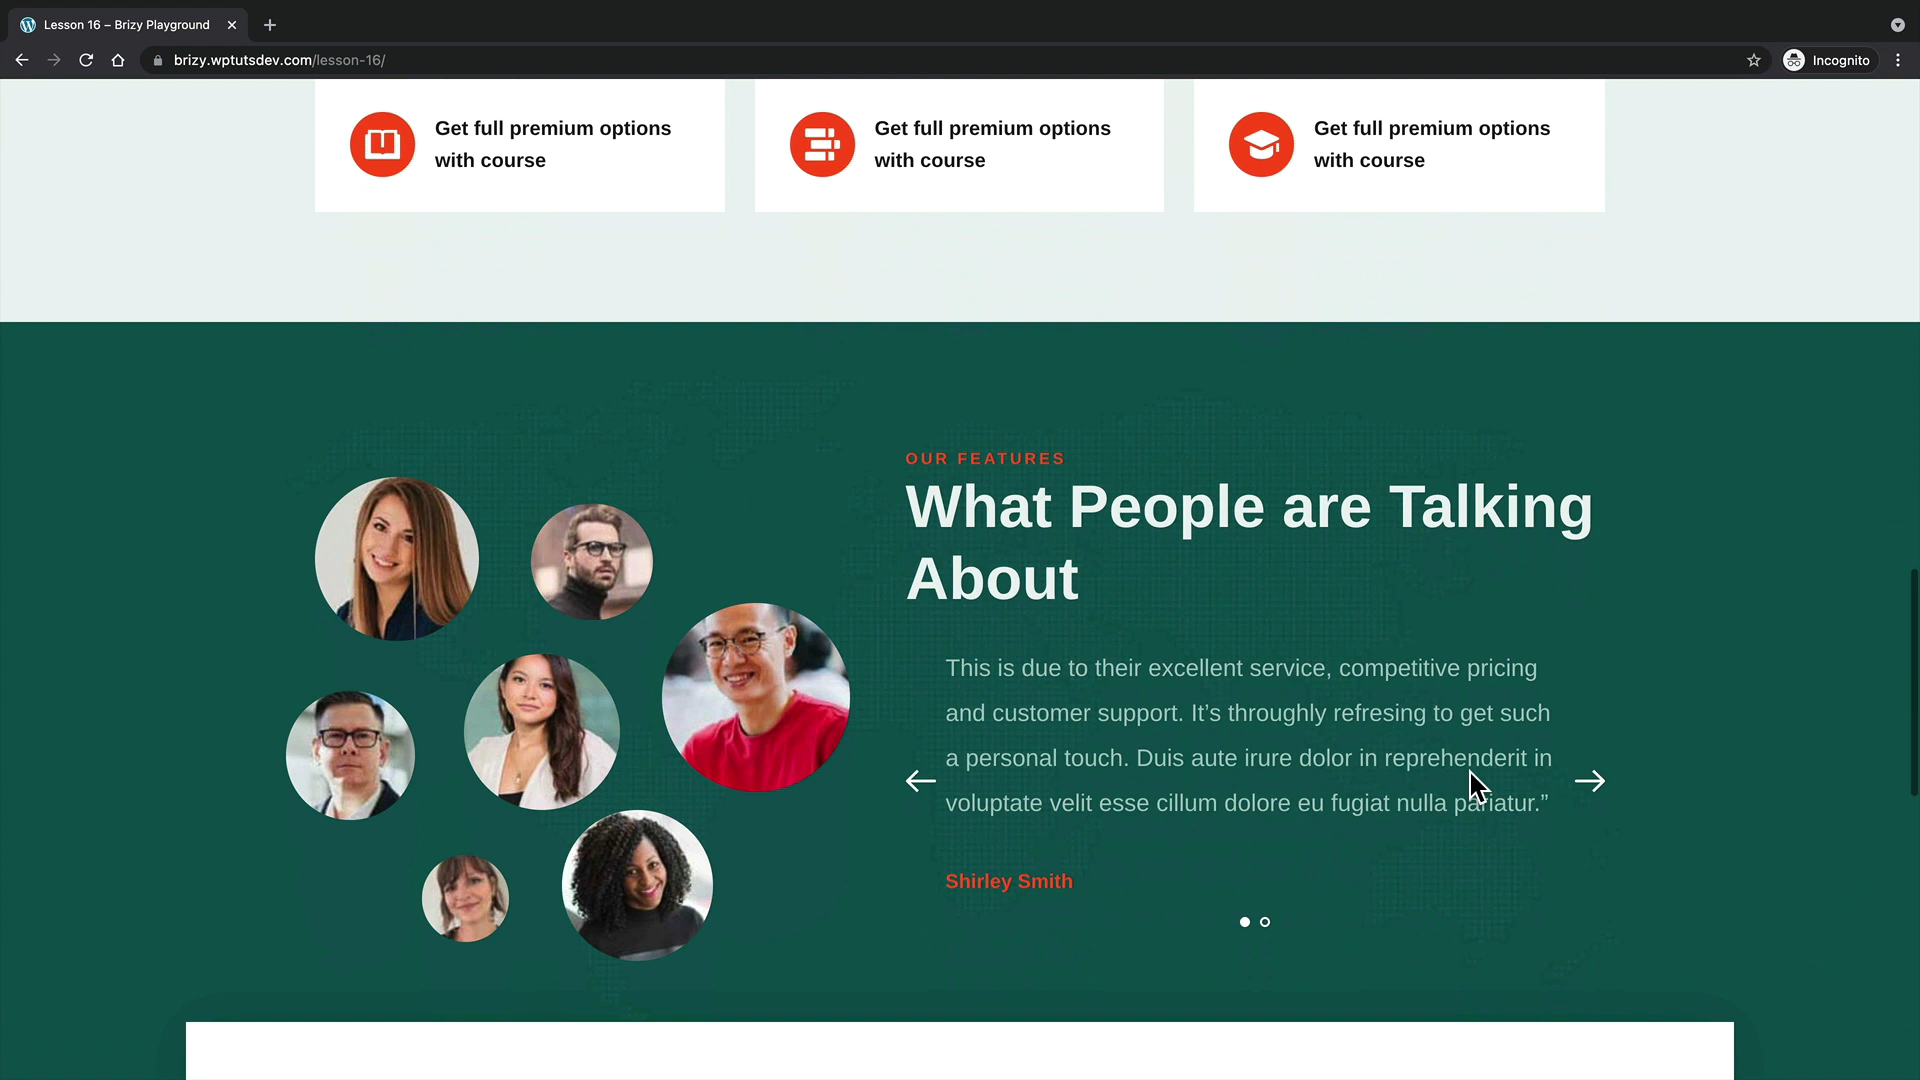 Lesson 16 – Brizy Playground
brizy.wptutsdev.com/lesson-16/
Incognito
Get full premium options
with course
Get full premium options
with course
Get full premium options
with course
OUR FEATURES
What People are Talking
About
This is due to their excellent service, competitive pricing
and customer support. It’s throughly refresing to get such
a personal touch. Duis aute irure dolor in reprehenderit in
voluptate velit esse cillum dolore eu fugiat nulla pariatur.”
Shirley Smith